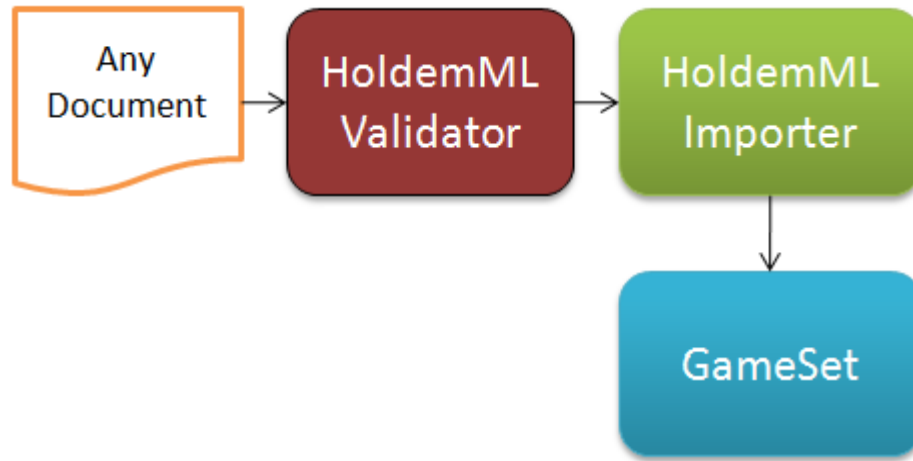 Any
Document
HoldemML
Validator
HoldemML
Importer
GameSet